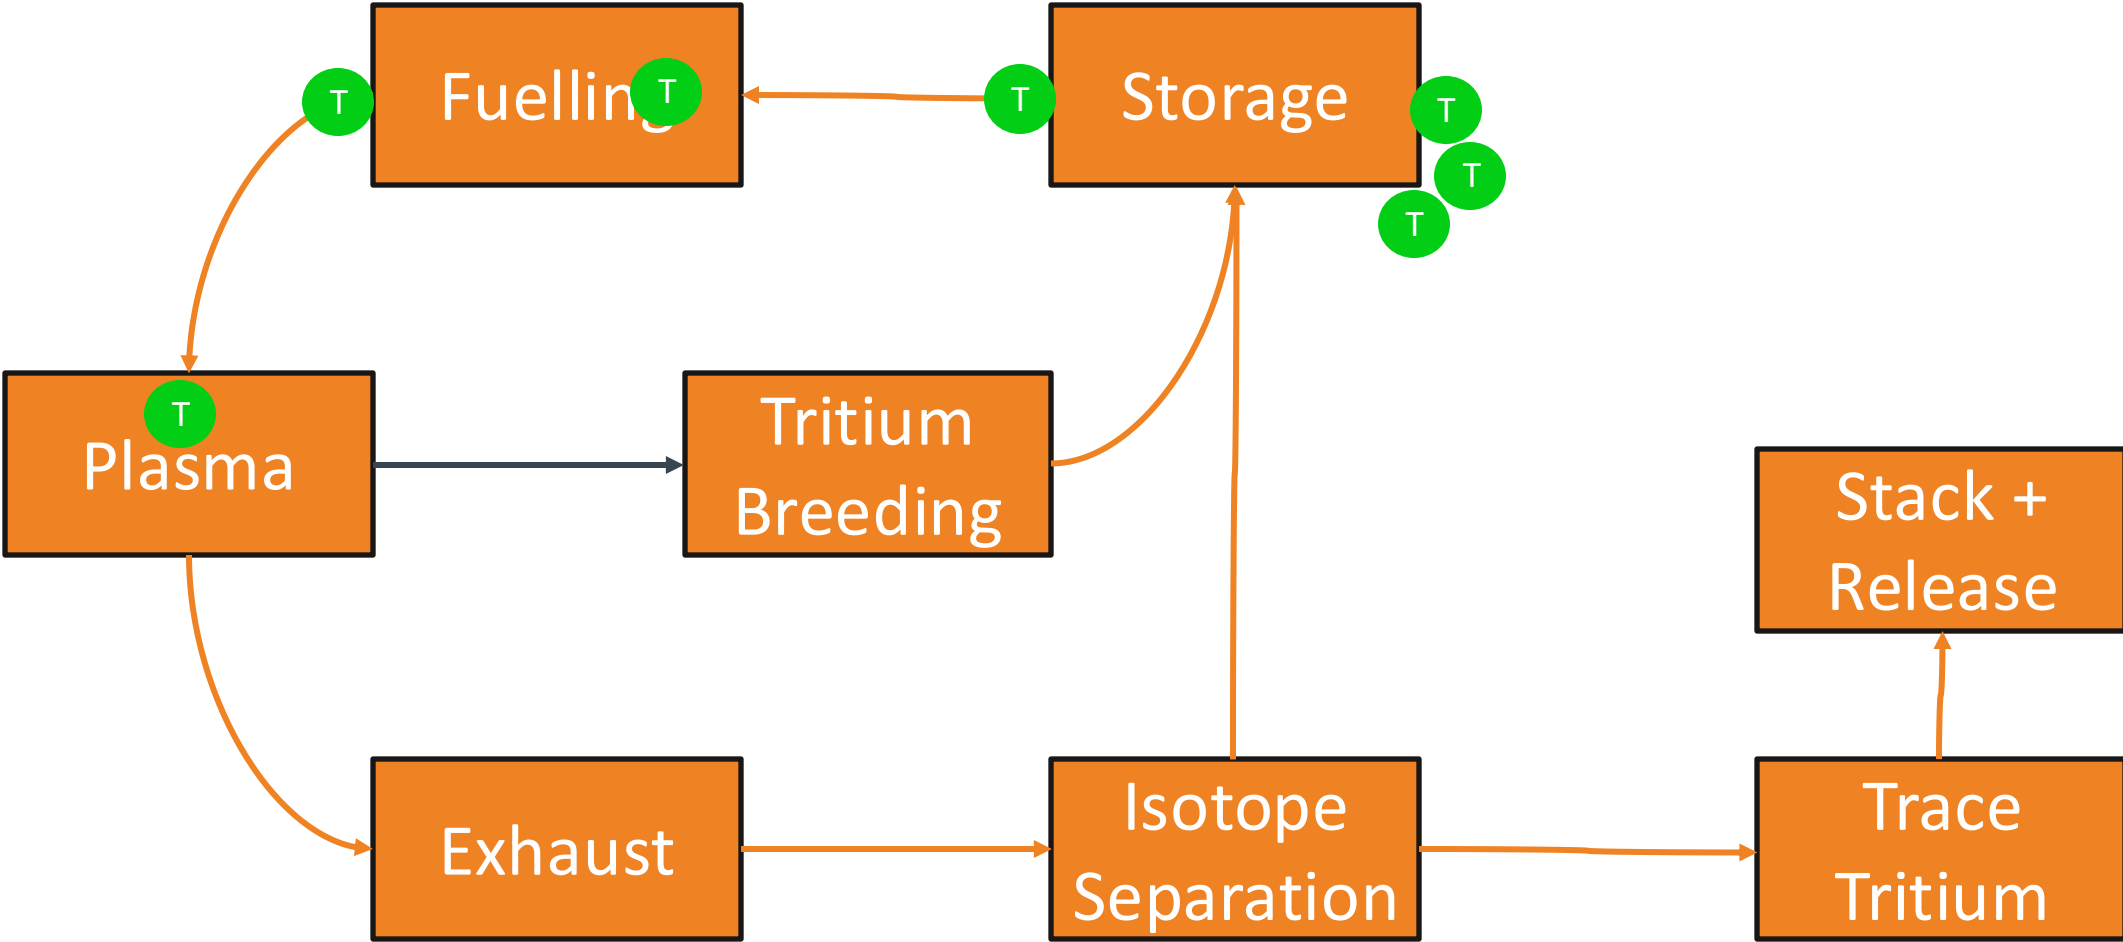 Fuelling
T
T
T
Storage
T
T
T
T
Plasma
Tritium
Breeding
Stack +
Release
Exhaust
Isotope
Separation
Trace
Tritium